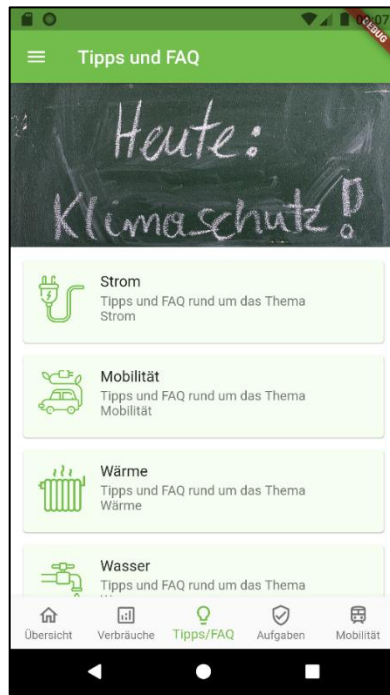 DEBUG
Tipps und FAQ
Heute:
Klimaschutz!
Strom
Tipps und FAQ rund um das Thema
Strom
Mobilität
Tipps und FAQ rund um das Thema
Mobilität
Wärme
Tipps und FAQ rund um das Thema
Wärme
Wasser
Tipps und FAQ rund um das Thema
Übersicht
Verbräuche
Tipps/FAQ
Aufgaben
Mobilität